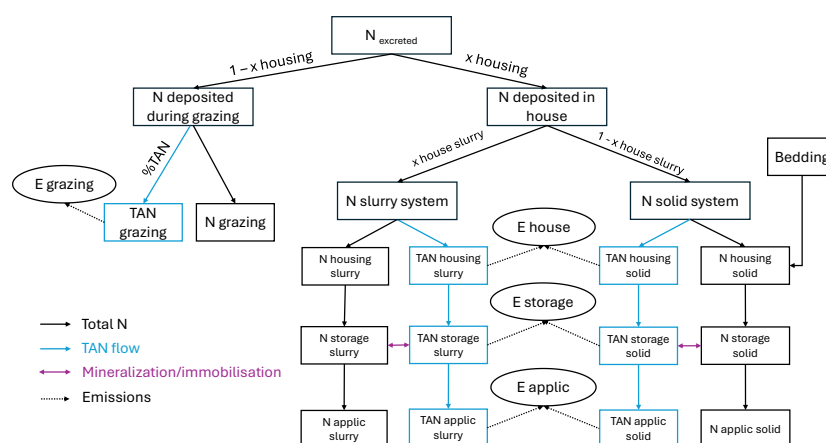 N excreted
1 – x housing
x housing
N deposited
during grazing
N deposited in
house
%TAN
x house slurry
1 - x house slurry
Bedding
E grazing
TAN
grazing
N grazing
N slurry system
N solid system
E house
N housing
slurry
TAN housing
slurry
TAN housing
solid
N housing
solid
E storage
N storage
slurry
TAN storage
slurry
TAN storage
solid
N storage
solid
E applic
N applic
slurry
TAN applic
slurry
TAN applic
solid
N applic solid
Total N
TAN flow
Mineralization/immobilisation
Emissions